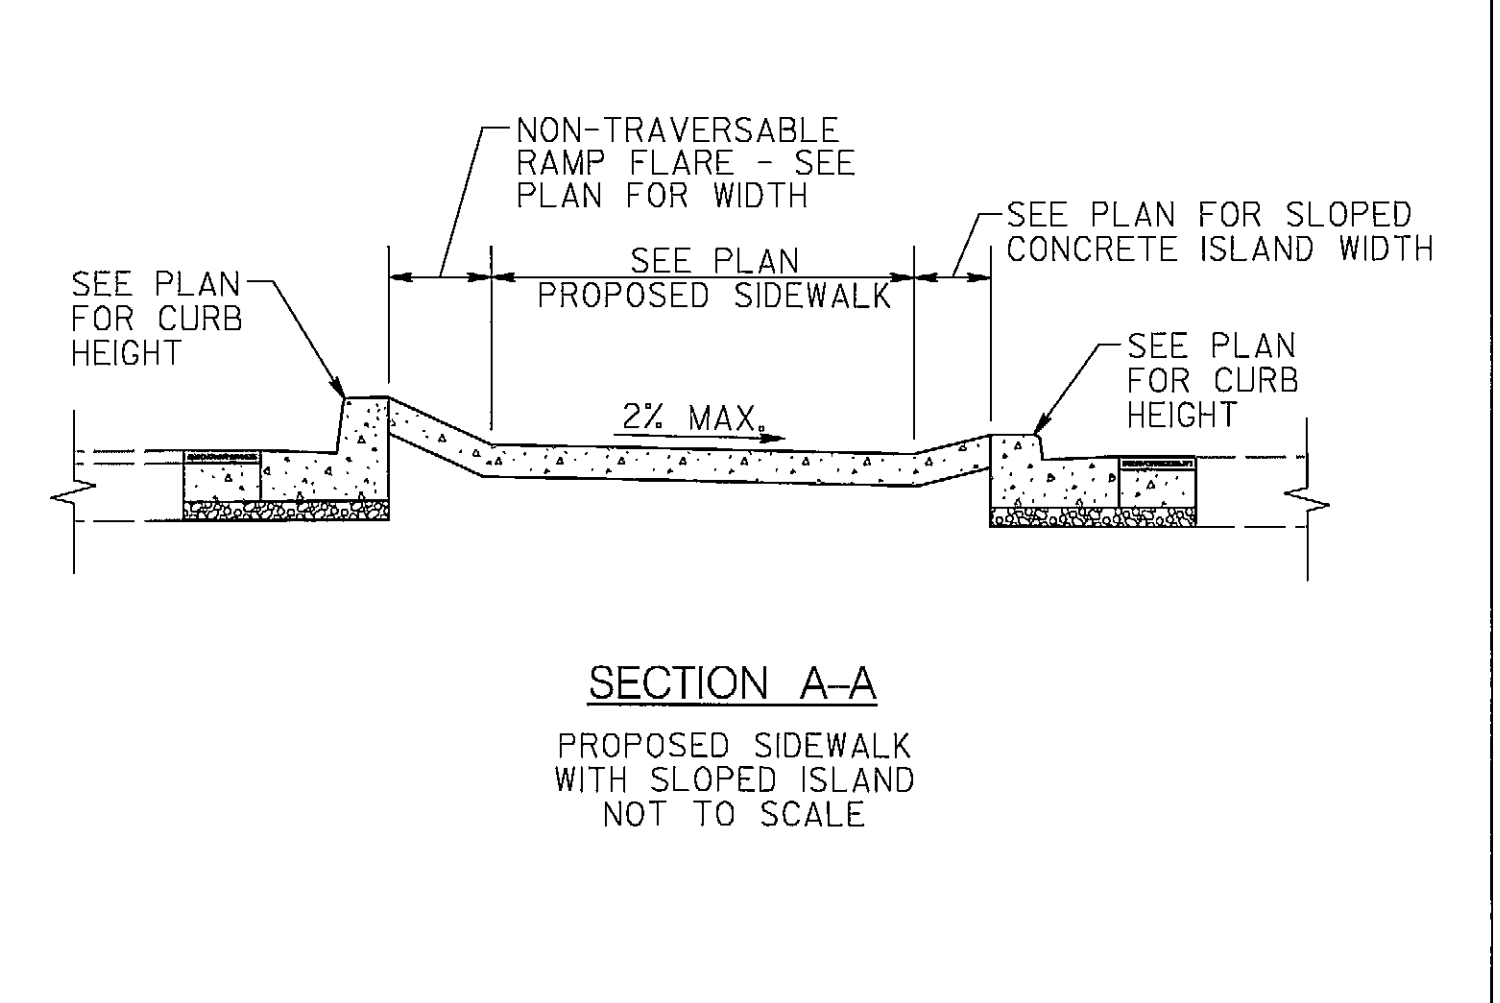 NON-TRAVERSABLE
RAMP FLARE - SEE
PLAN FOR WIDTH
SEE PLAN FOR SLOPED
CONCRETE ISLAND WIDTH
SEE PLAN
PROPOSED SIDEWALK
SEE PLAN
FOR CURB
HEIGHT
SEE PLAN
FOR CURB
HEIGHT
2% MAX.
SECTION A-A
PROPOSED SIDEWALK
WITH SLOPED ISLAND
NOT TO SCALE